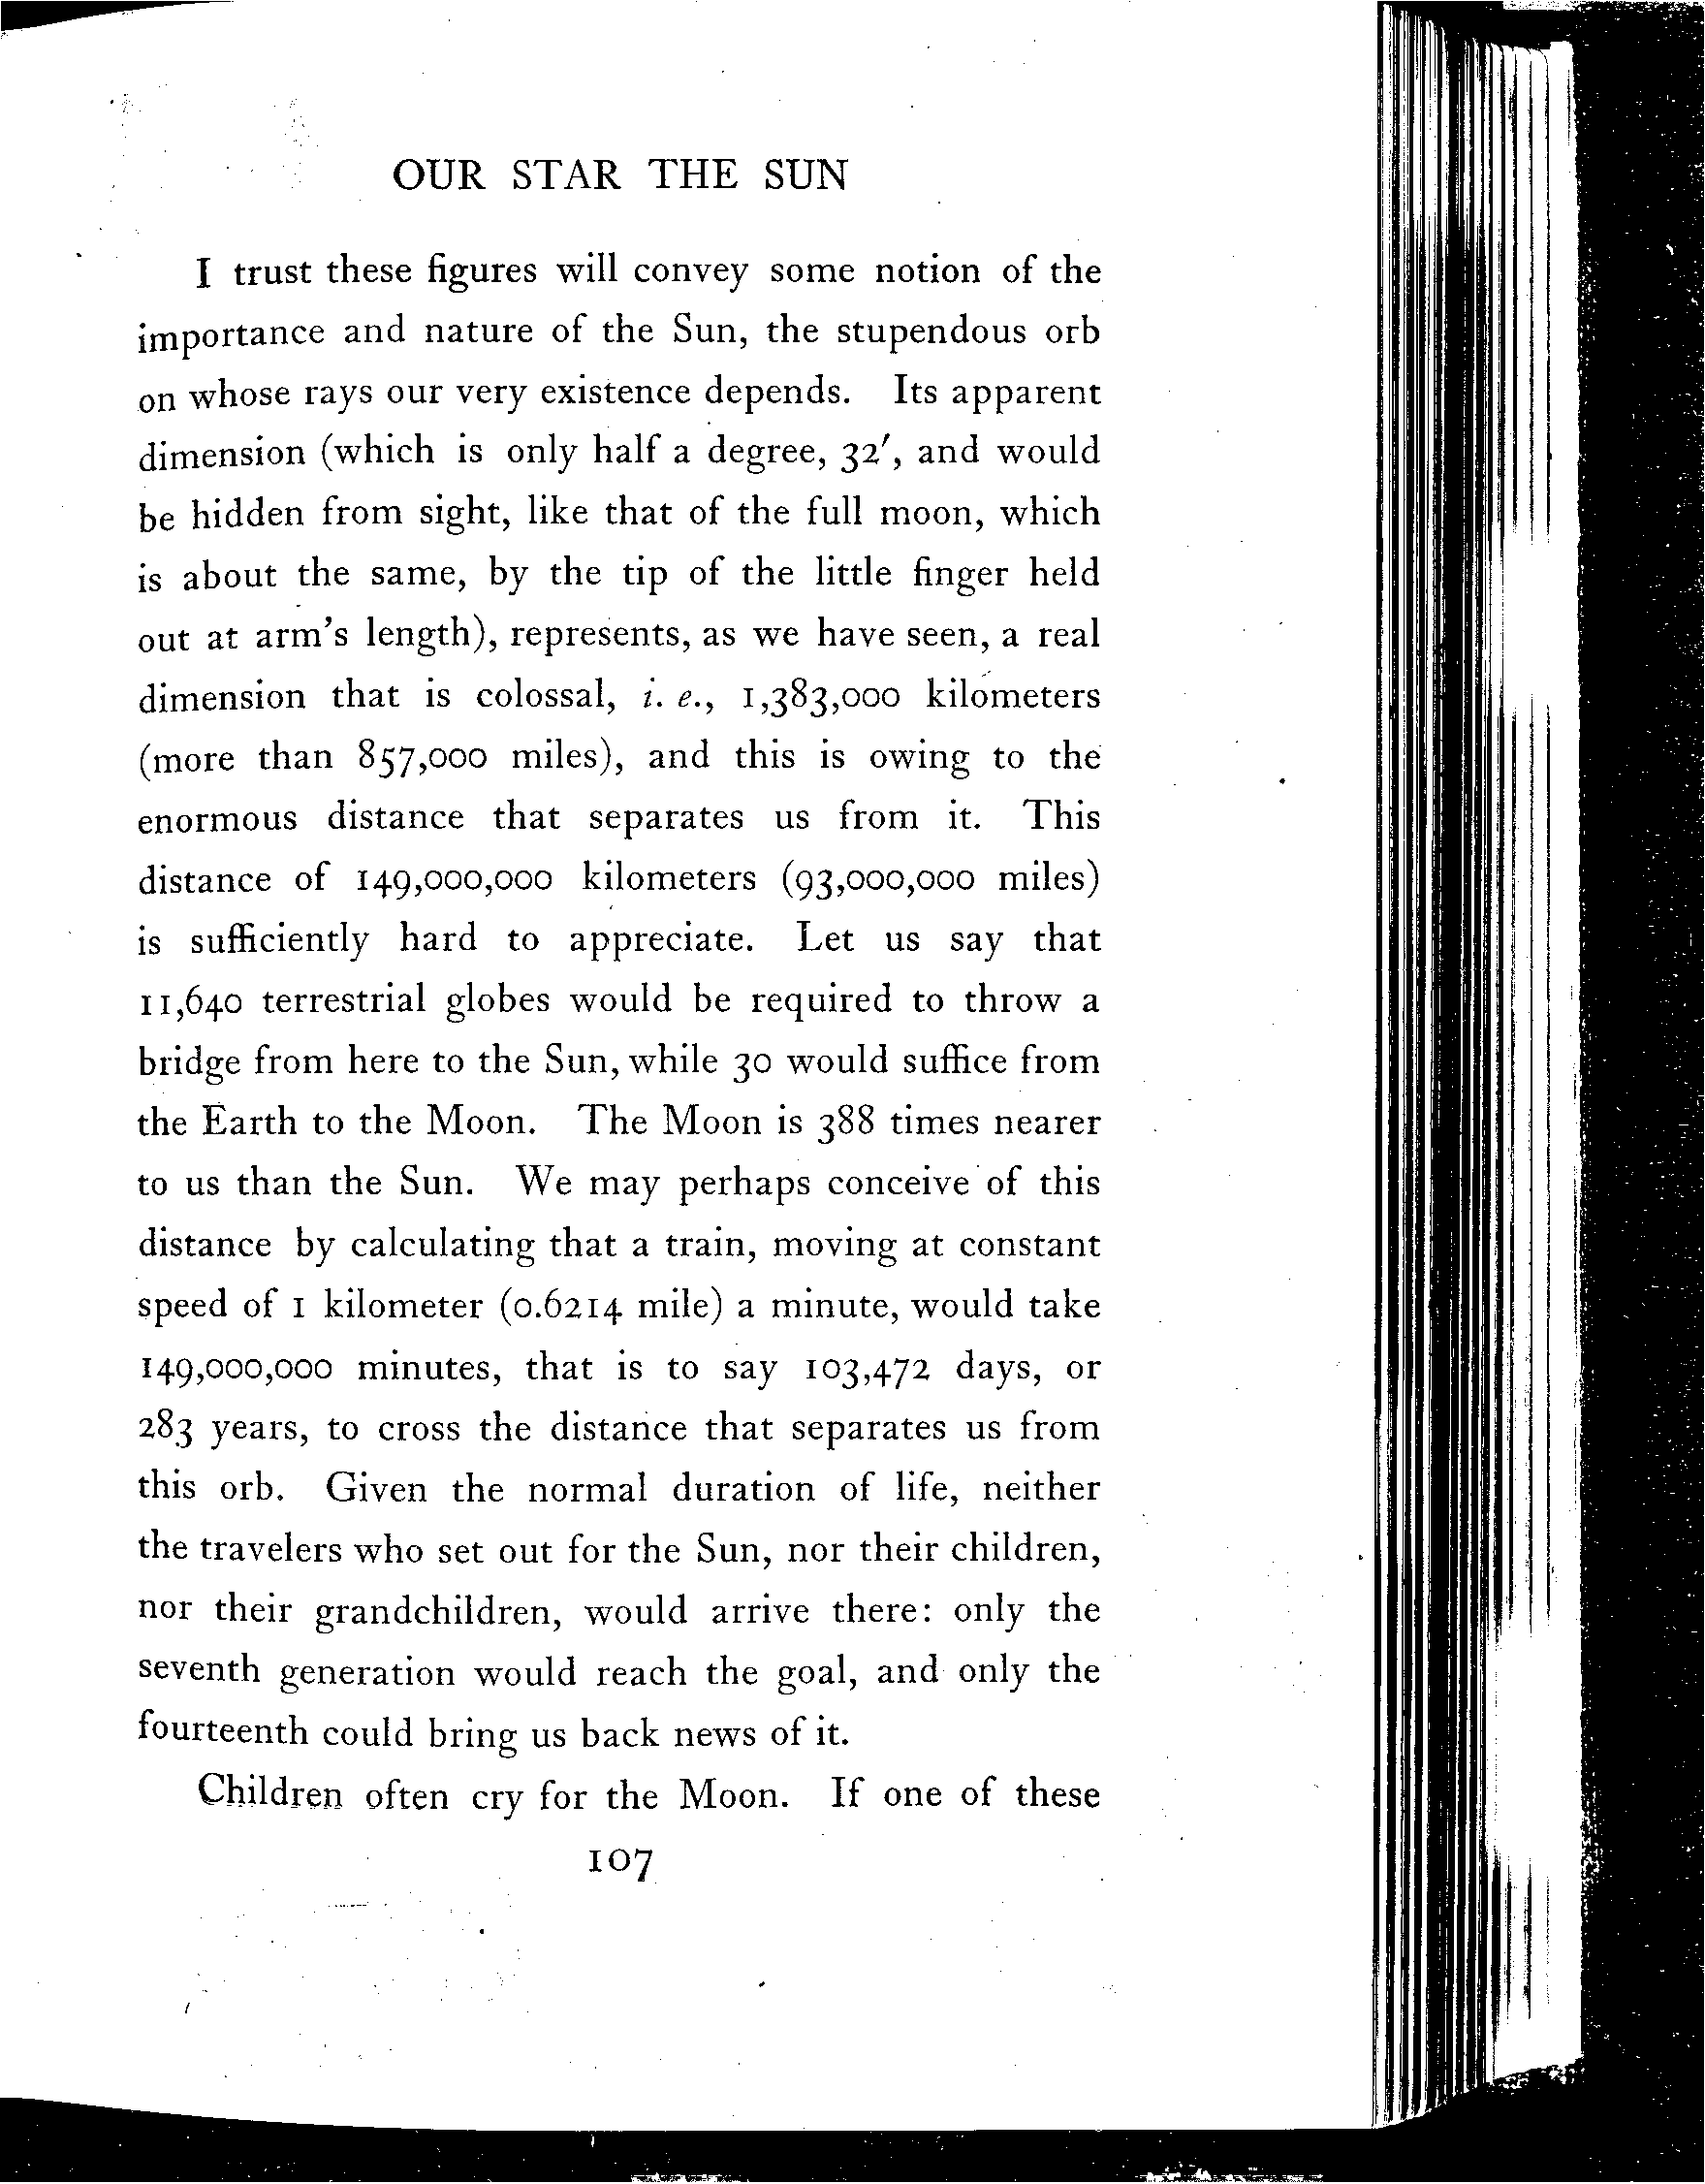 OUR STAR THE SUN
I trust these figures will convey some notion of the
importance and nature of the Sun, the stupendous orb
on whose rays our very existence depends. Its apparent
dimension (which is only half a degree, 32′, and would
be hidden from sight, like that of the full moon, which
is about the same, by the tip of the little finger held
out at arm's length), represents, as we have seen, a real
dimension that is colossal, i. e., 1,383,000 kilometers
(more than 857,000 miles), and this is owing to the
enormous distance that separates us from it. This
distance of 149,000,000 kilometers (93,000,000 miles)
is sufficiently hard to appreciate. Let us say that
11,640 terrestrial globes would be required to throw a
bridge from here to the Sun, while 30 would suffice from
the Earth to the Moon. The Moon is 388 times nearer
to us than the Sun. We may perhaps conceive of this
distance by calculating that a train, moving at constant
speed of 1 kilometer (0.6214 mile) a minute, would take
149,000,000 minutes, that is to say 103,472 days, or
283 years, to cross the distance that separates us from
this orb. Given the normal duration of life, neither
the travelers who set out for the Sun, nor their children,
nor their grandchildren, would arrive there: only the
seventh generation would reach the goal, and only the
fourteenth could bring us back news of it.
Children often cry for the Moon. If one of these
107